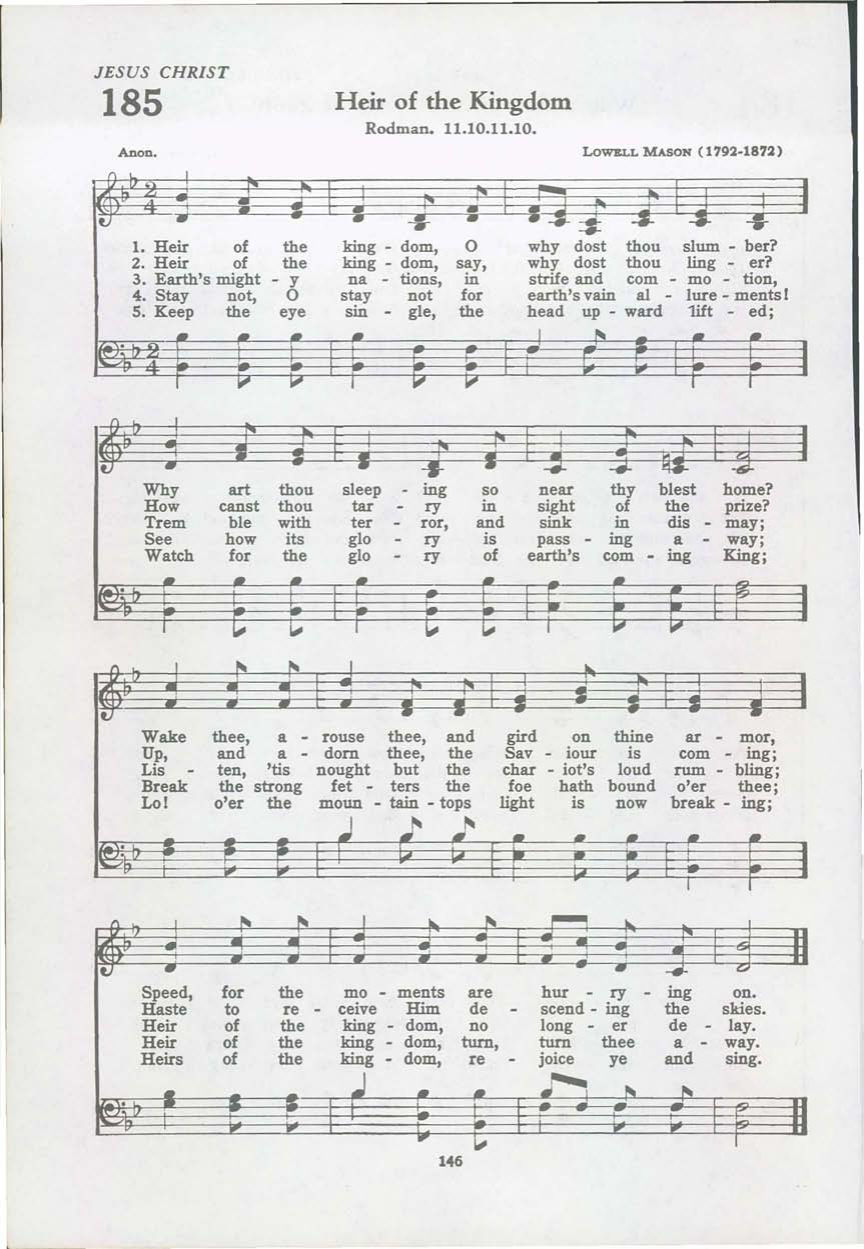 JESUS CHRIST
185
Heir of the Kingdom
Rodman. 11.10.11.10.
Anon.
LOWELL MASON (1792-1872)
1. Heir of the king - dom, O why dost thou slum - ber?
2. Heir of the king - dom, say, why dost thou ling - er?
3. Earth's might - y na - tions, in strife and com - mo - tion,
4. Stay not, O stay not for earth's vain al - lure - ments!
5. Keep the eye sin - gle, the head up - ward lift - ed;
Why art thou sleep - ing so near thy blest home?
How canst thou tar - ry in sight of the prize?
Trem ble with ter - ror, and sink in dis - may;
See how its glo - ry is pass - ing a - way;
Watch for the glo - ry of earth's com - ing King;
Wake thee, a - rouse thee, and gird on thine ar - mor,
Up, and a - dorn thee, the Sav - iour is com - ing;
Lis - ten, 'tis nought but the char - iot's loud rum - bling;
Break the strong fet - ters the foe hath bound o'er thee;
Lo! o'er the moun - tain - tops light is now break - ing;
Speed, for the mo - ments are hur - ry - ing on.
Haste to re - ceive Him de - scend - ing the skies.
Heir of the king - dom, no long - er de - lay.
Heir of the king - dom, turn, turn thee a - way.
Heirs of the king - dom, re - joice ye and sing.
146